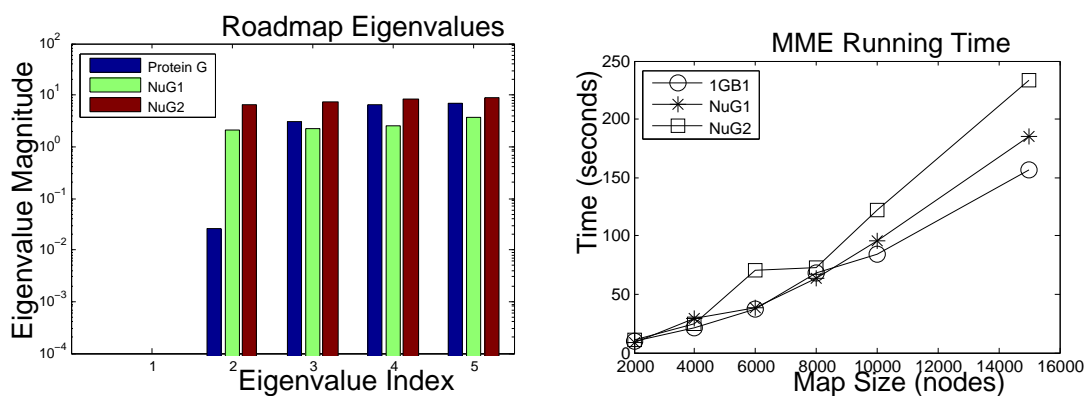 Roadmap Eigenvalues
Eigenvalue Magnitude
10^2
10^1
10^0
10^-1
10^-2
10^-3
10^-4
Protein G
NuG1
NuG2
1 2 3 4 5
Eigenvalue Index
MME Running Time
Time (seconds)
250
200
150
100
50
0
1GB1
NuG1
NuG2
2000 4000 6000 8000 10000 12000 14000 16000
Map Size (nodes)